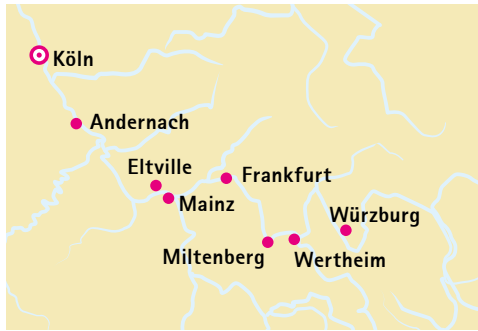 Köln
Andernach
Eltville
Frankfurt
Mainz
Würzburg
Miltenberg
Wertheim